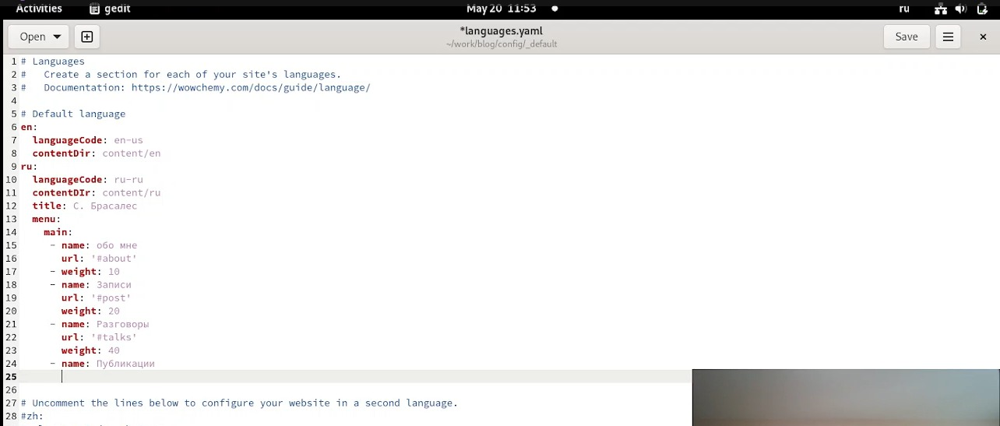 Activities gedit May 20 11:53 ru
Open *languages.yaml Save
~/work/blog/config/_default
1 # Languages
2 #   Create a section for each of your site's languages.
3 #   Documentation: https://wowchemy.com/docs/guide/language/
4
5 # Default language
6 en:
7   languageCode: en-us
8   contentDir: content/en
9 ru:
10   languageCode: ru-ru
11   contentDIr: content/ru
12   title: С. Брасалес
13   menu:
14     main:
15      - name: обо мне
16        url: '#about'
17      - weight: 10
18      - name: Записи
19        url: '#post'
20        weight: 20
21      - name: Разговоры
22        url: '#talks'
23        weight: 40
24      - name: Публикации
25
26
27 # Uncomment the lines below to configure your website in a second language.
28 #zh: